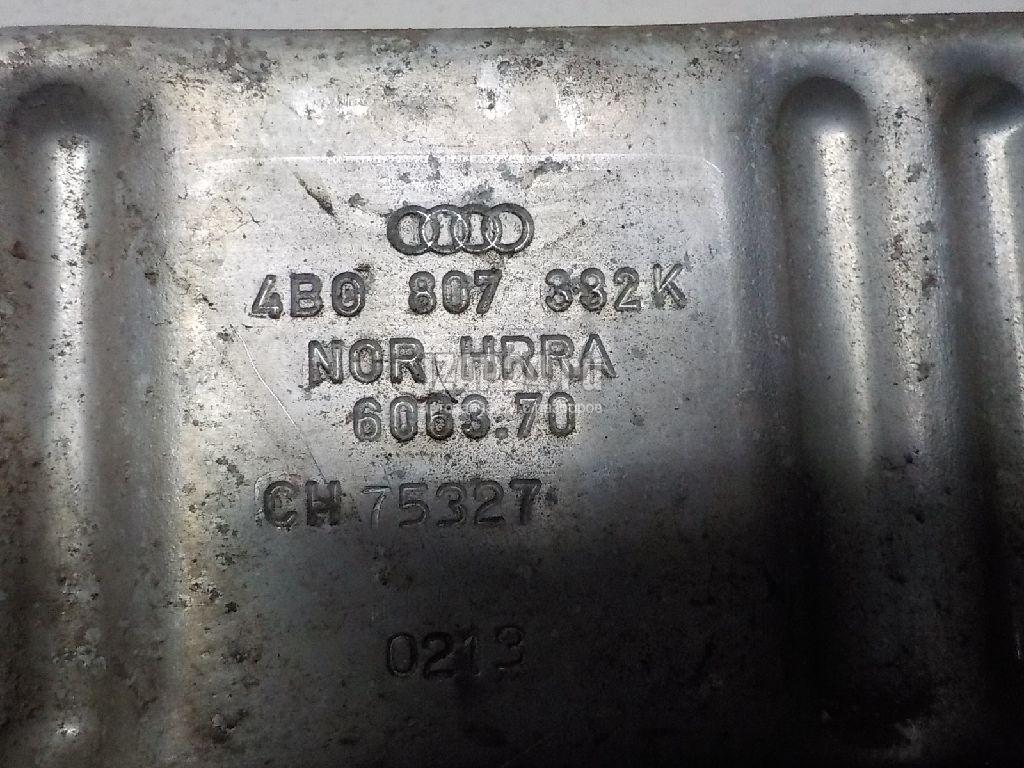 4B0 807 332K
NOR HRRA
6063.70
CH 75327
0213